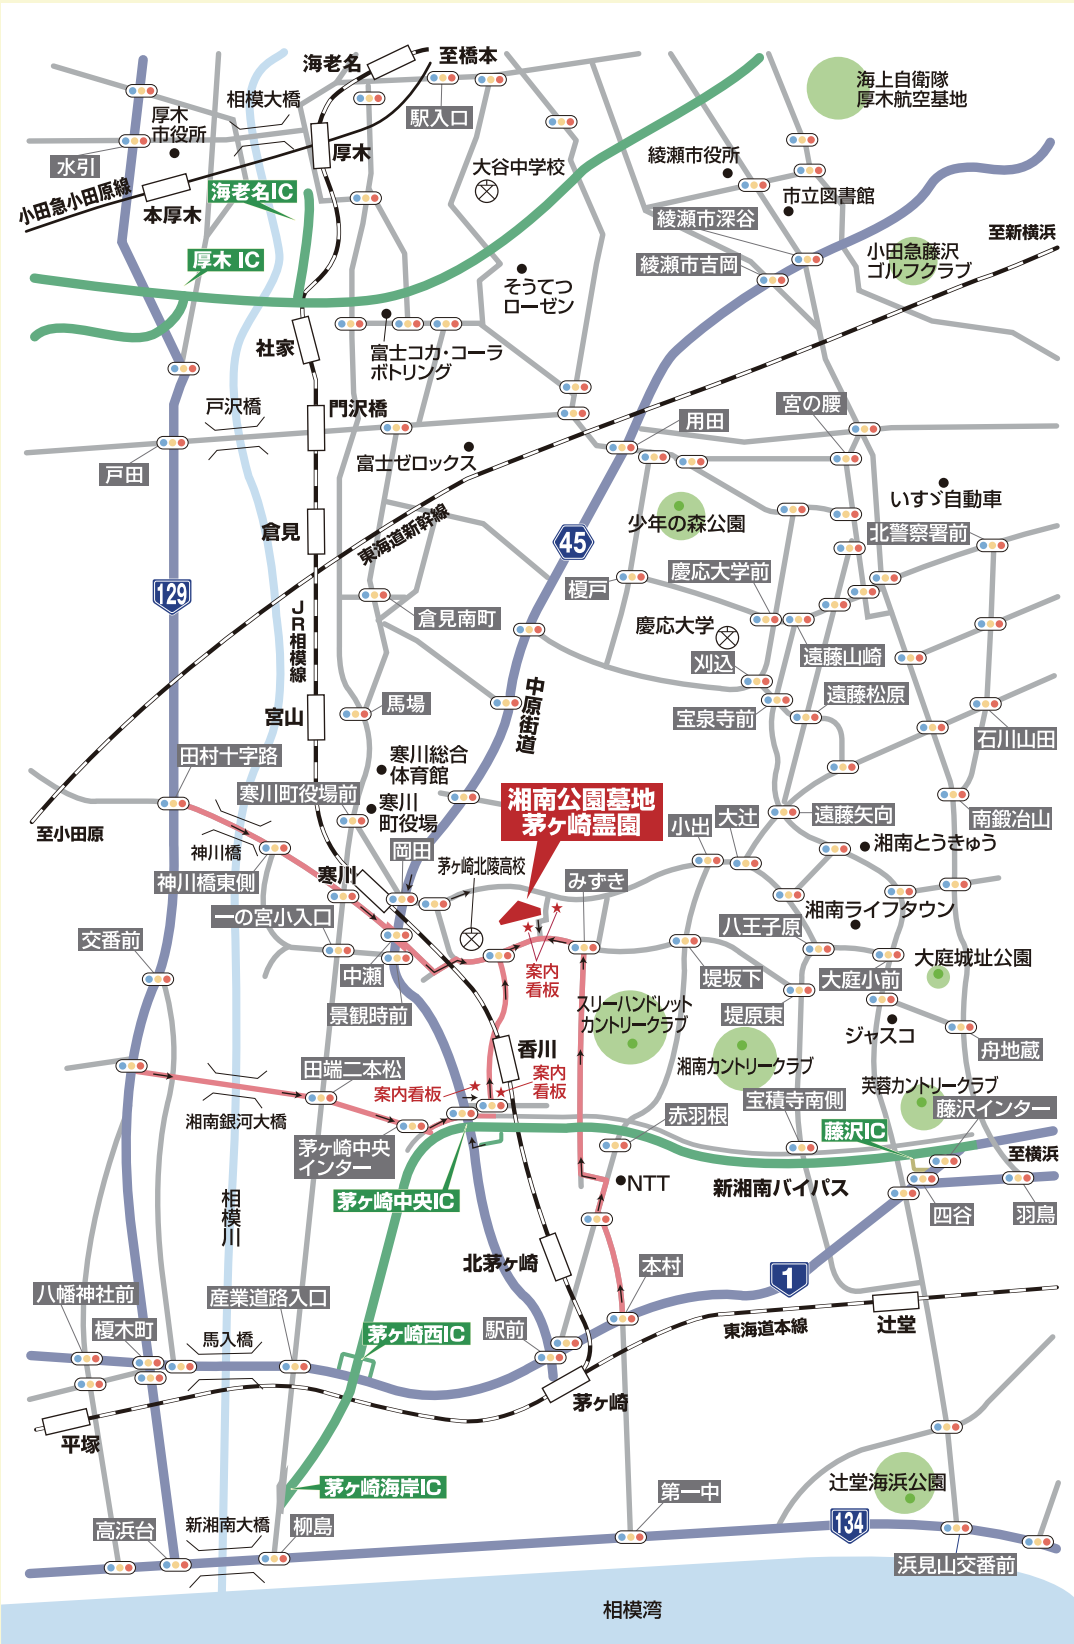 海老名
至橋本
駅入口
海上自衛隊
厚木航空基地
相模大橋
厚木
市役所
水引
厚木
大谷中学校
綾瀬市役所
市立図書館
小田急小田原線
本厚木
海老名IC
綾瀬市深谷
至新横浜
厚木 IC
綾瀬市吉岡
小田急藤沢
ゴルフクラブ
そうてつ
ローゼン
社家
富士コカ・コーラ
ボトリング
戸沢橋
門沢橋
用田
宮の腰
戸田
富士ゼロックス
いすゞ自動車
倉見
東海道新幹線
少年の森公園
北警察署前
45
慶応大学前
榎戸
129
JR相模線
倉見南町
慶応大学
遠藤山崎
刈込
遠藤松原
宝泉寺前
石川山田
宮山
馬場
中原街道
田村十字路
寒川総合
体育館
寒川町役場前
寒川
町役場
湘南公園墓地
茅ヶ崎霊園
小出
大辻
遠藤矢向
南鍛冶山
至小田原
神川橋
岡田
茅ヶ崎北陵高校
湘南とうきゅう
神川橋東側
寒川
みずき
一の宮小入口
湘南ライフタウン
八王子原
交番前
中瀬
案内
看板
堤坂下
大庭小前
大庭城址公園
景観時前
スリーハンドレット
カントリークラブ
堤原東
ジャスコ
舟地蔵
香川
湘南カントリークラブ
田端二本松
案内看板
案内
看板
芙蓉カントリークラブ
宝積寺南側
藤沢インター
湘南銀河大橋
赤羽根
藤沢IC
茅ヶ崎中央
インター
至横浜
茅ヶ崎中央IC
NTT
新湘南バイパス
四谷
羽鳥
相模川
北茅ヶ崎
本村
1
八幡神社前
産業道路入口
榎木町
馬入橋
茅ヶ崎西IC
駅前
東海道本線
辻堂
茅ヶ崎
平塚
茅ヶ崎海岸IC
第一中
辻堂海浜公園
高浜台
新湘南大橋
柳島
134
浜見山交番前
相模湾